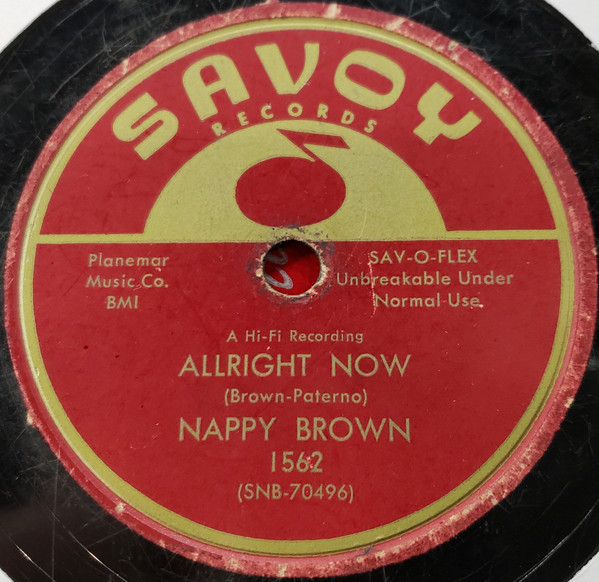 SAVOY
RECORDS
Planemar
Music Co.
BMI
SAV-O-FLEX
Unbreakable Under
Normal Use
A Hi-Fi Recording
ALLRIGHT NOW
(Brown-Paterno)
NAPPY BROWN
1562
(SNB-70496)